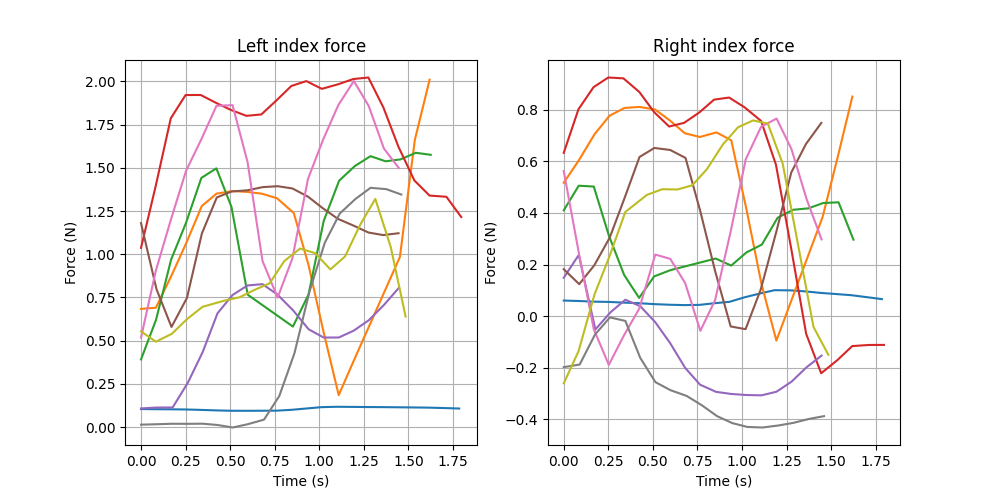 Left index force
Right index force
Force (N)
2.00
1.75
1.50
1.25
1.00
0.75
0.50
0.25
0.00
0.00 0.25 0.50 0.75 1.00 1.25 1.50 1.75
Time (s)
Force (N)
0.8
0.6
0.4
0.2
0.0
−0.2
−0.4
0.00 0.25 0.50 0.75 1.00 1.25 1.50 1.75
Time (s)